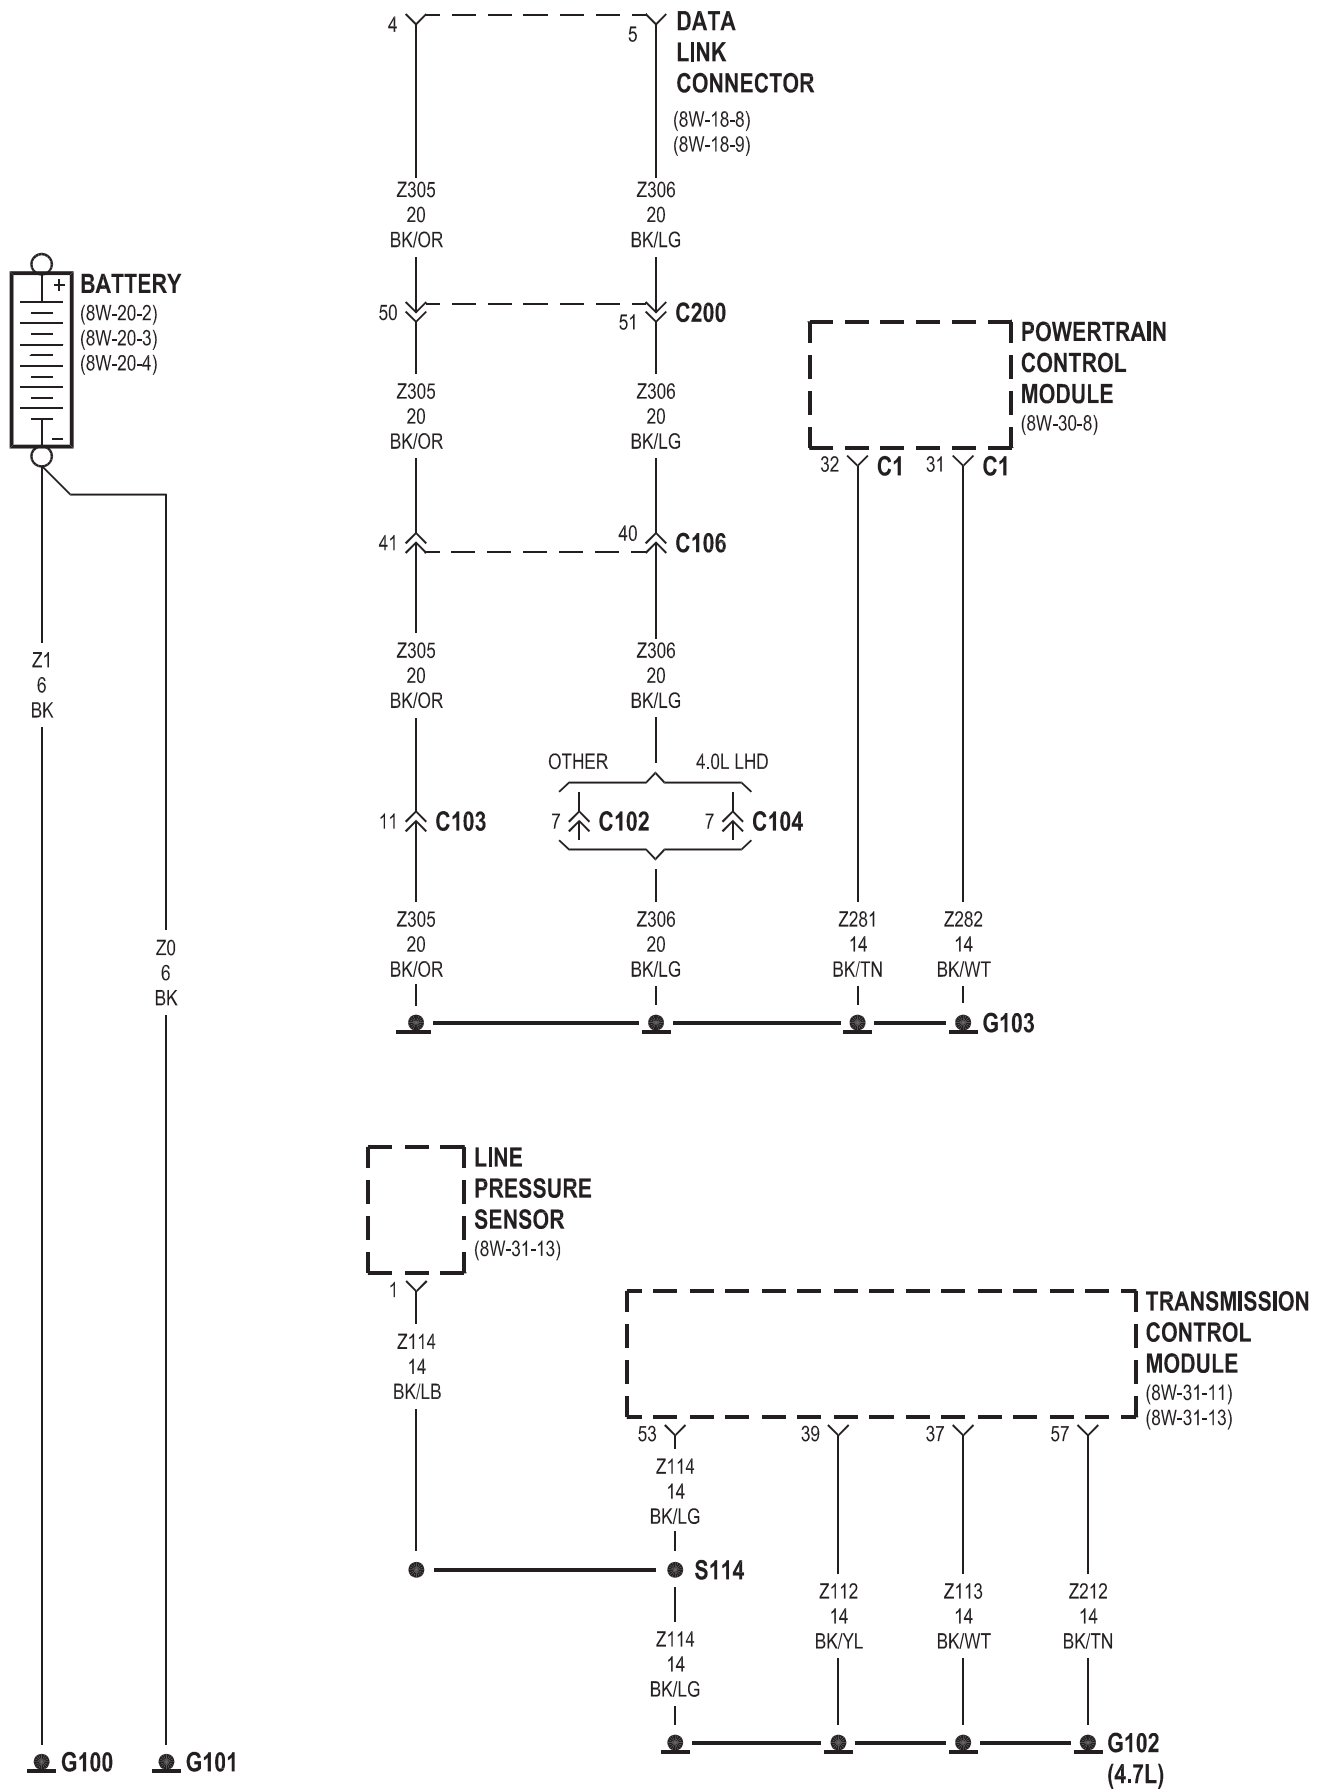 4
5
DATA
LINK
CONNECTOR
(8W-18-8)
(8W-18-9)
Z305
20
BK/OR
Z306
20
BK/LG
+
BATTERY
(8W-20-2)
(8W-20-3)
(8W-20-4)
−
50
51
C200
POWERTRAIN
CONTROL
MODULE
(8W-30-8)
Z305
20
BK/OR
Z306
20
BK/LG
32
C1
31
C1
41
40
C106
Z1
6
BK
Z305
20
BK/OR
Z306
20
BK/LG
OTHER
4.0L LHD
11
C103
7
C102
7
C104
Z0
6
BK
Z305
20
BK/OR
Z306
20
BK/LG
Z281
14
BK/TN
Z282
14
BK/WT
G103
LINE
PRESSURE
SENSOR
(8W-31-13)
1
Z114
14
BK/LB
TRANSMISSION
CONTROL
MODULE
(8W-31-11)
(8W-31-13)
53
39
37
57
Z114
14
BK/LG
S114
Z114
14
BK/LG
Z112
14
BK/YL
Z113
14
BK/WT
Z212
14
BK/TN
G100
G101
G102
(4.7L)